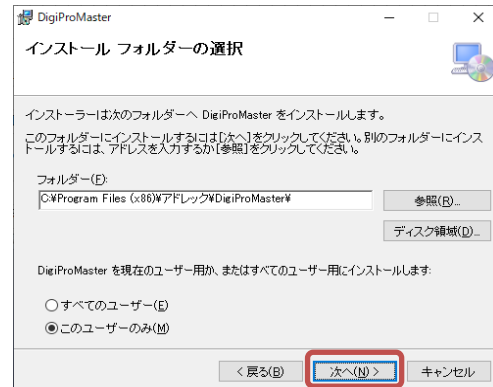 DigiProMaster
インストール フォルダーの選択
インストーラーは次のフォルダーへ DigiProMaster をインストールします。
このフォルダーにインストールするには[次へ]をクリックしてください。別のフォルダーにインス
トールするには、アドレスを入力するか[参照]をクリックしてください。
フォルダー(F):
C:¥Program Files (x86)¥アドレック¥DigiProMaster¥
参照(R)...
ディスク領域(D)...
DigiProMaster を現在のユーザー用か、またはすべてのユーザー用にインストールします:
すべてのユーザー(E)
このユーザーのみ(M)
< 戻る(B)
次へ(N) >
キャンセル